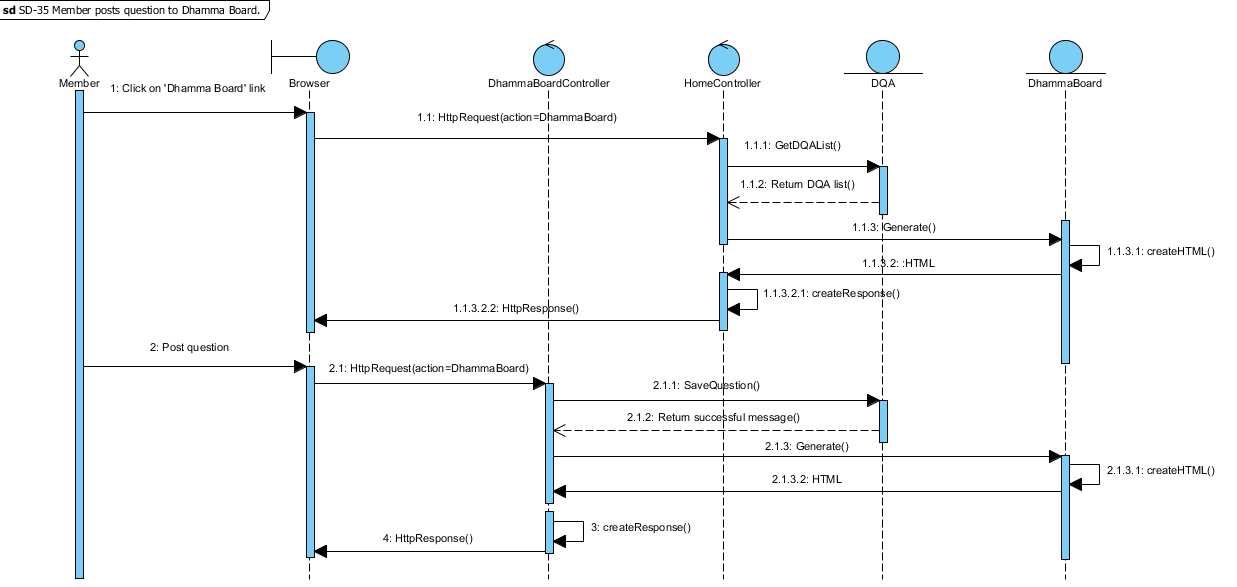 sd SD-35 Member posts question to Dhamma Board.
Member
Browser
DhammaBoardController
HomeController
DQA
DhammaBoard
1: Click on 'Dhamma Board' link
1.1: HttpRequest(action=DhammaBoard)
1.1.1: GetDQAList()
1.1.2: Return DQA list()
1.1.3: Generate()
1.1.3.1: createHTML()
1.1.3.2: :HTML
1.1.3.2.1: createResponse()
1.1.3.2.2: HttpResponse()
2: Post question
2.1: HttpRequest(action=DhammaBoard)
2.1.1: SaveQuestion()
2.1.2: Return successful message()
2.1.3: Generate()
2.1.3.1: createHTML()
2.1.3.2: HTML
3: createResponse()
4: HttpResponse()